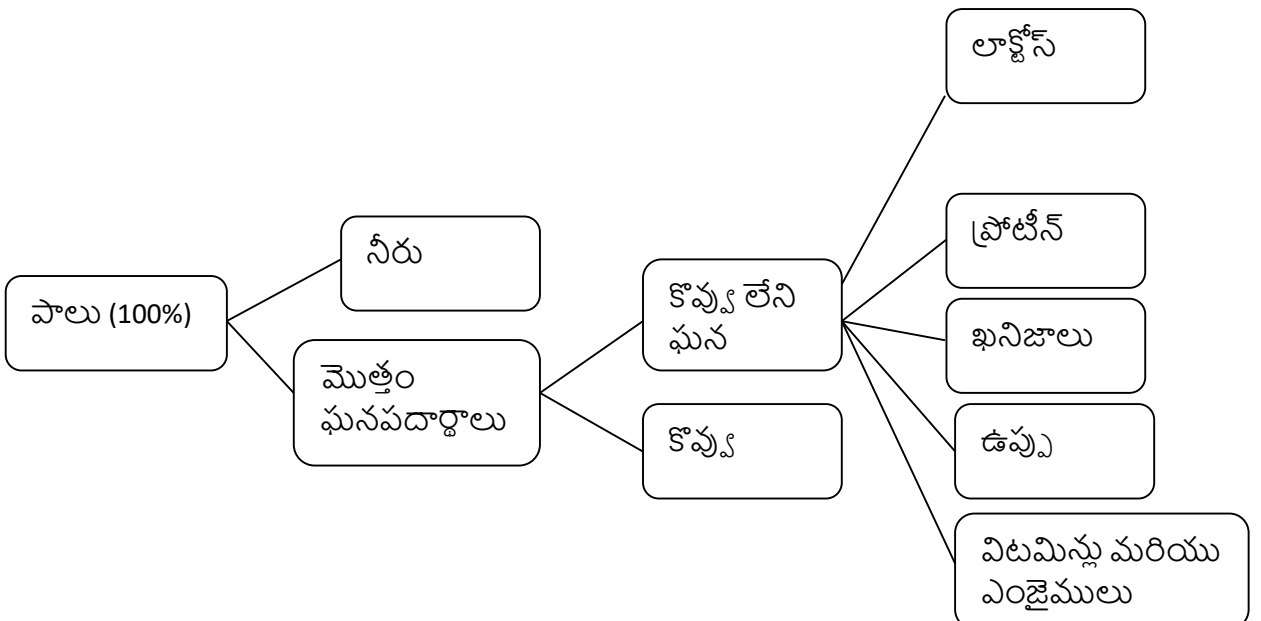 పాలు (100%)
నీరు
మొత్తం
ఘనపదార్థాలు
కొవ్వు లేని
ఘన
కొవ్వు
లాక్టోస్
ప్రోటీన్
ఖనిజాలు
ఉప్పు
విటమిన్లు మరియు
ఎంజైములు